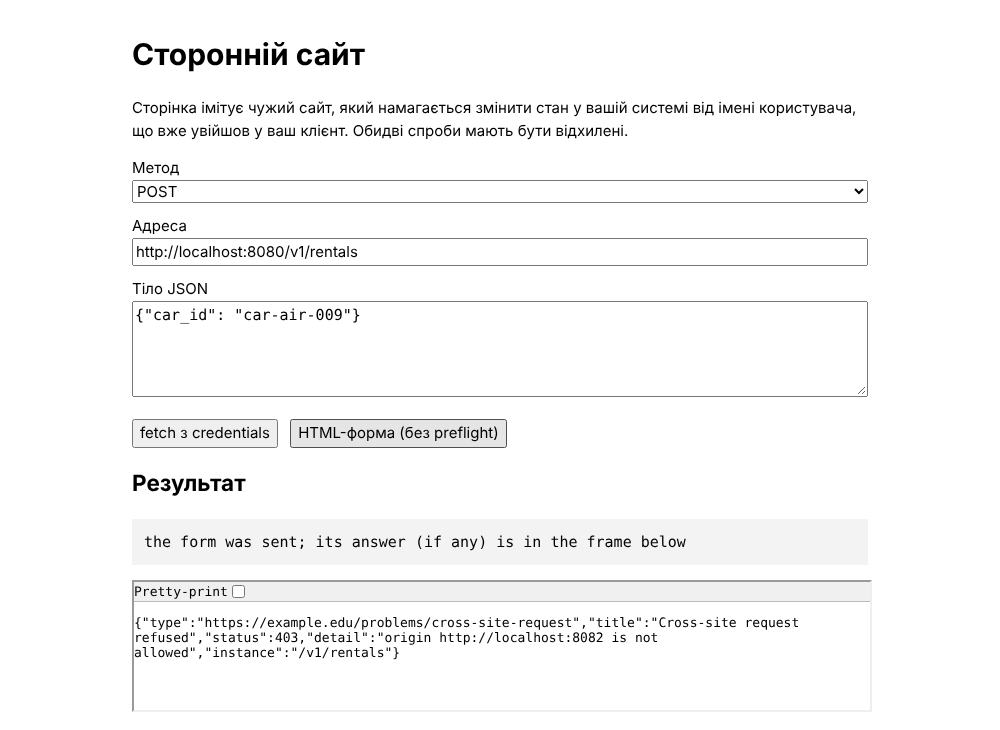 Сторонній сайт
Сторінка імітує чужий сайт, який намагається змінити стан у вашій системі від імені користувача,
що вже увійшов у ваш клієнт. Обидві спроби мають бути відхилені.
Метод
POST
Адреса
http://localhost:8080/v1/rentals
Тіло JSON
{"car_id": "car-air-009"}
fetch з credentials HTML-форма (без preflight)
Результат
the form was sent; its answer (if any) is in the frame below
Pretty-print
{"type":"https://example.edu/problems/cross-site-request","title":"Cross-site request
refused","status":403,"detail":"origin http://localhost:8082 is not
allowed","instance":"/v1/rentals"}